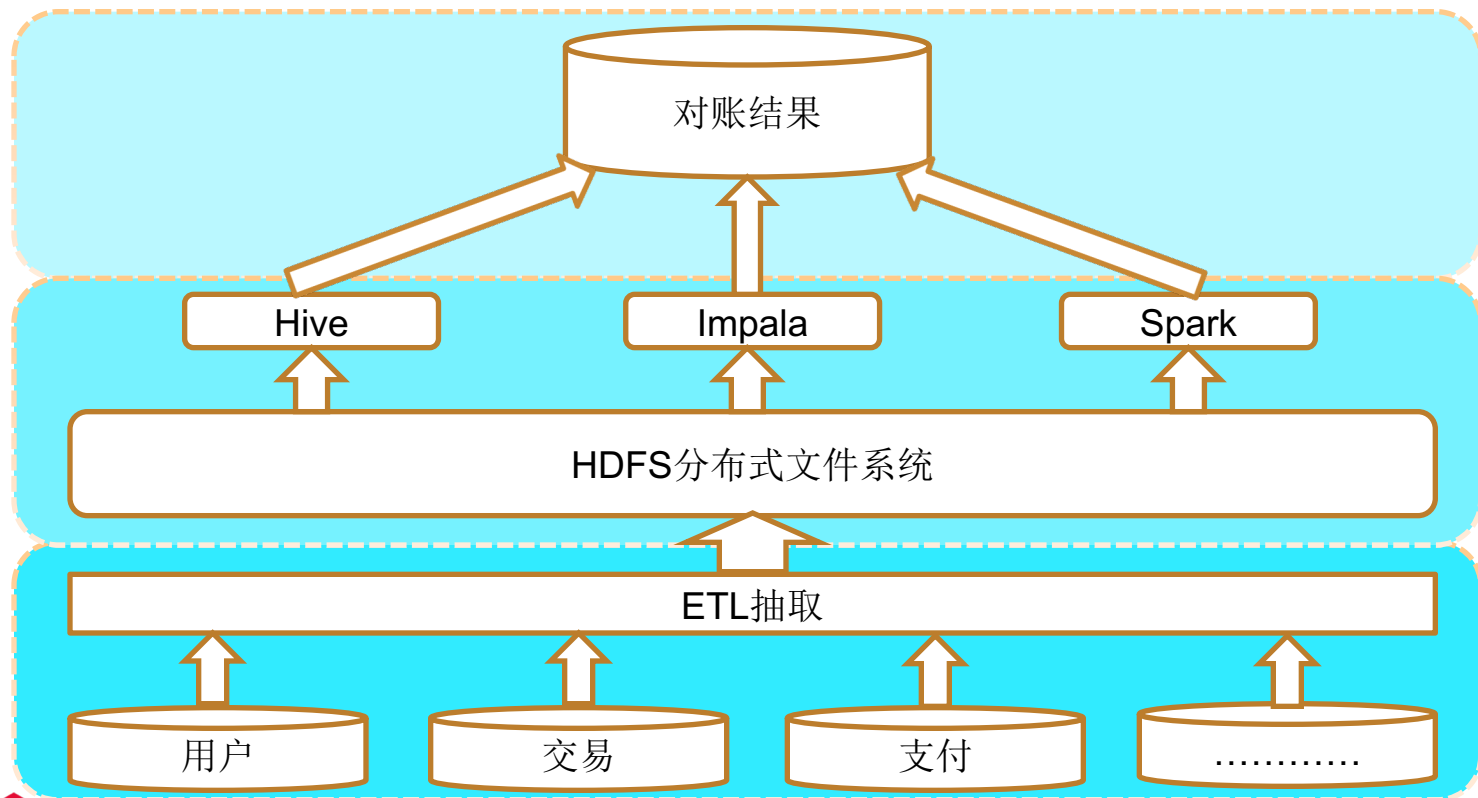 对账结果
Hive
Impala
Spark
HDFS分布式文件系统
ETL抽取
用户
交易
支付
…………